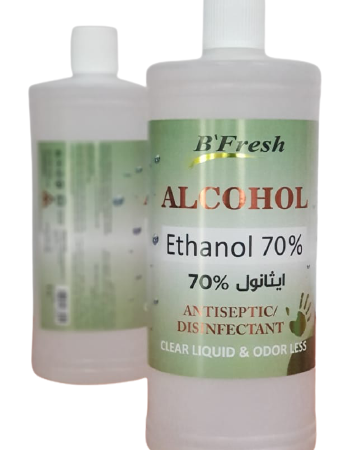 B'Fresh
ALCOHOL
Ethanol 70%
ايثانول 70%
ANTISEPTIC/
DISINFECTANT
CLEAR LIQUID & ODOR LESS